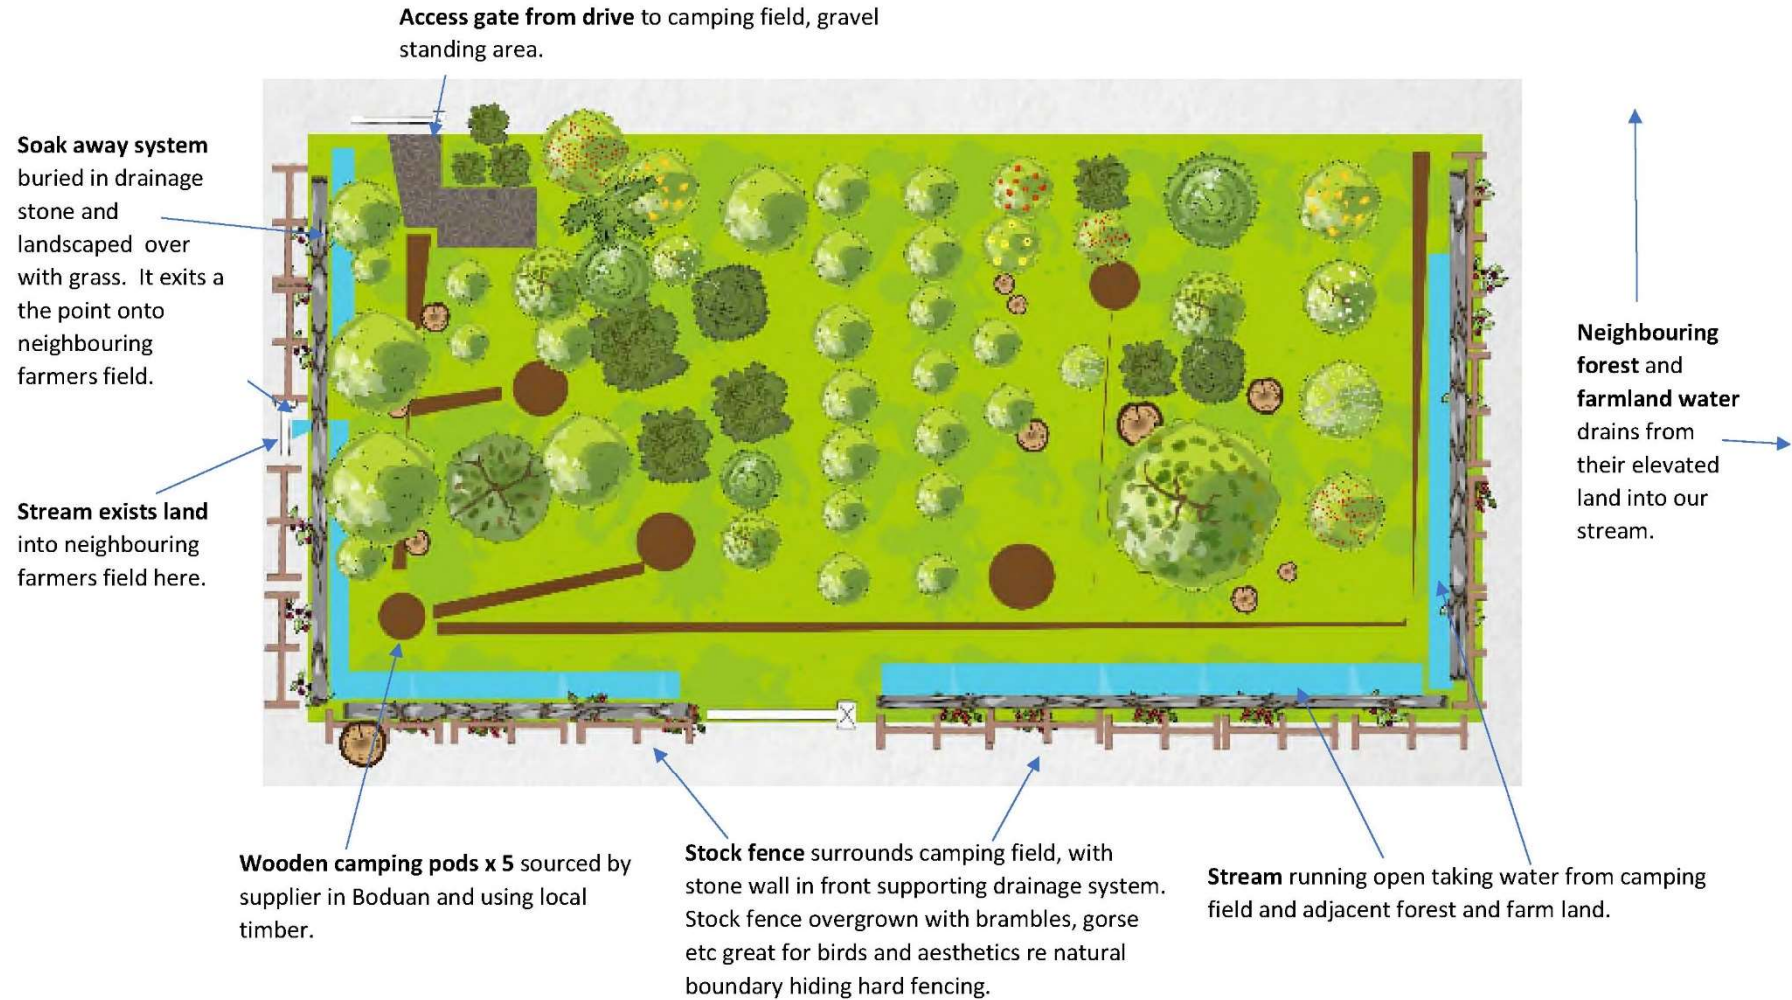 Access gate from drive to camping field, gravel
standing area.
Soak away system
buried in drainage
stone and
landscaped  over
with grass.  It exits a
the point onto
neighbouring
farmers field.
Stream exists land
into neighbouring
farmers field here.
Neighbouring
forest and
farmland water
drains from
their elevated
land into our
stream.
Wooden camping pods x 5 sourced by
supplier in Boduan and using local
timber.
Stock fence surrounds camping field, with
stone wall in front supporting drainage system.
Stock fence overgrown with brambles, gorse
etc great for birds and aesthetics re natural
boundary hiding hard fencing.
Stream running open taking water from camping
field and adjacent forest and farm land.